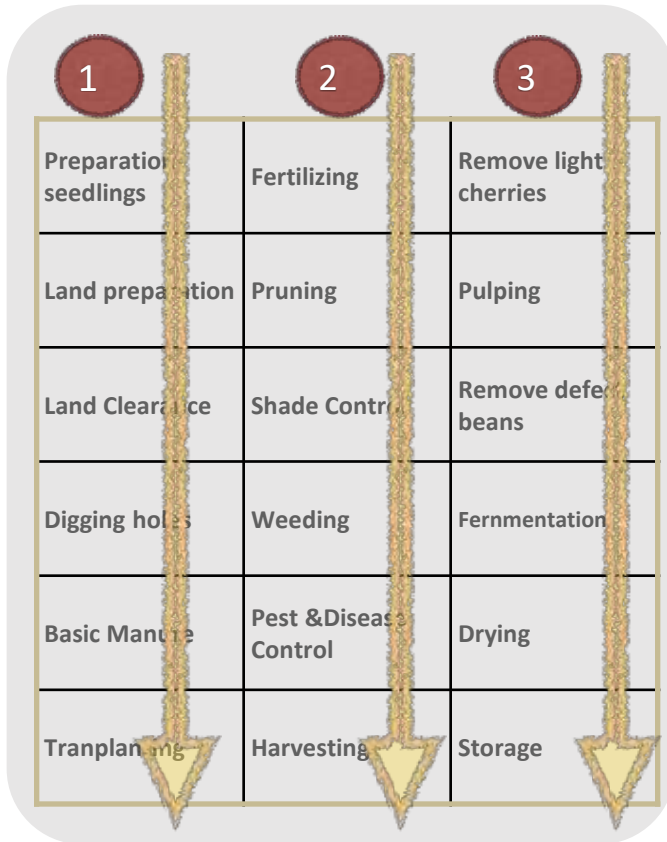 1
Preparation
seedlings
Land preparation
Land Clearance
Digging holes
Basic Manure
Tranplanting
2
Fertilizing
Pruning
Shade Control
Weeding
Pest &Disease
Control
Harvesting
3
Remove light
cherries
Pulping
Remove defect
beans
Fernmentation
Drying
Storage